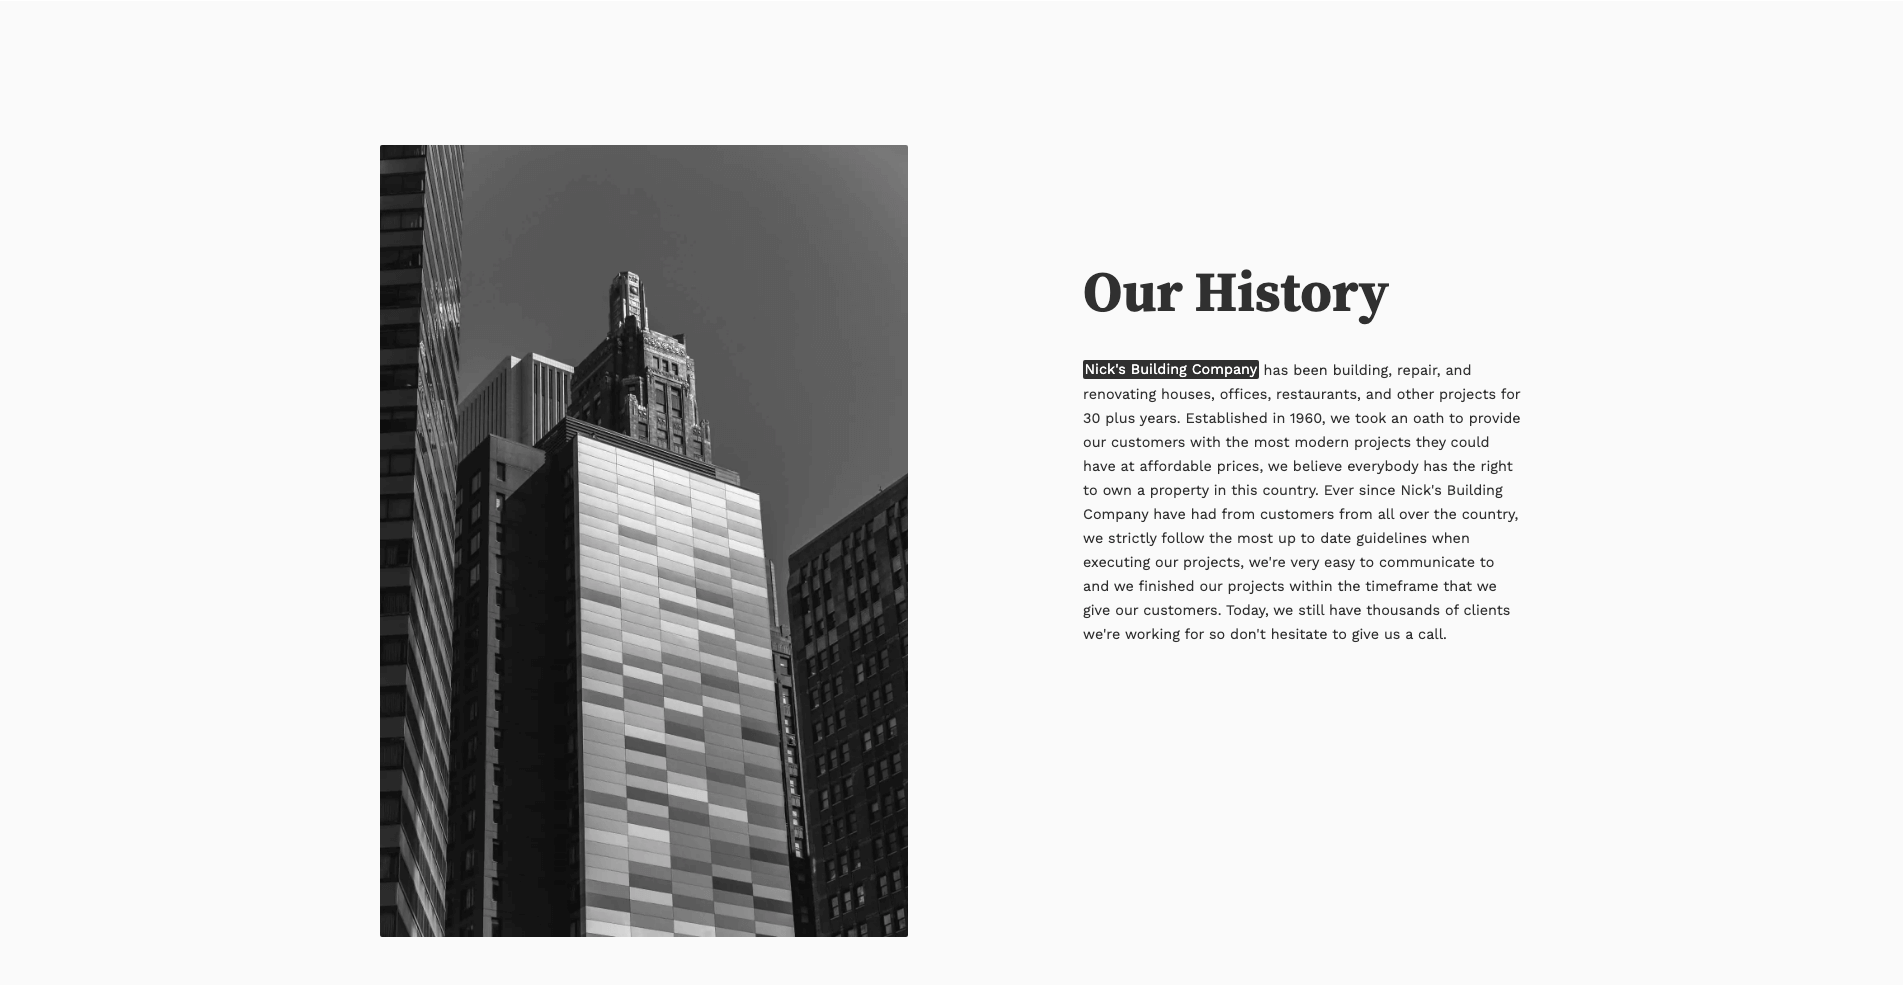 Our History
Nick's Building Company has been building, repair, and
renovating houses, offices, restaurants, and other projects for
30 plus years. Established in 1960, we took an oath to provide
our customers with the most modern projects they could
have at affordable prices, we believe everybody has the right
to own a property in this country. Ever since Nick's Building
Company have had from customers from all over the country,
we strictly follow the most up to date guidelines when
executing our projects, we're very easy to communicate to
and we finished our projects within the timeframe that we
give our customers. Today, we still have thousands of clients
we're working for so don't hesitate to give us a call.